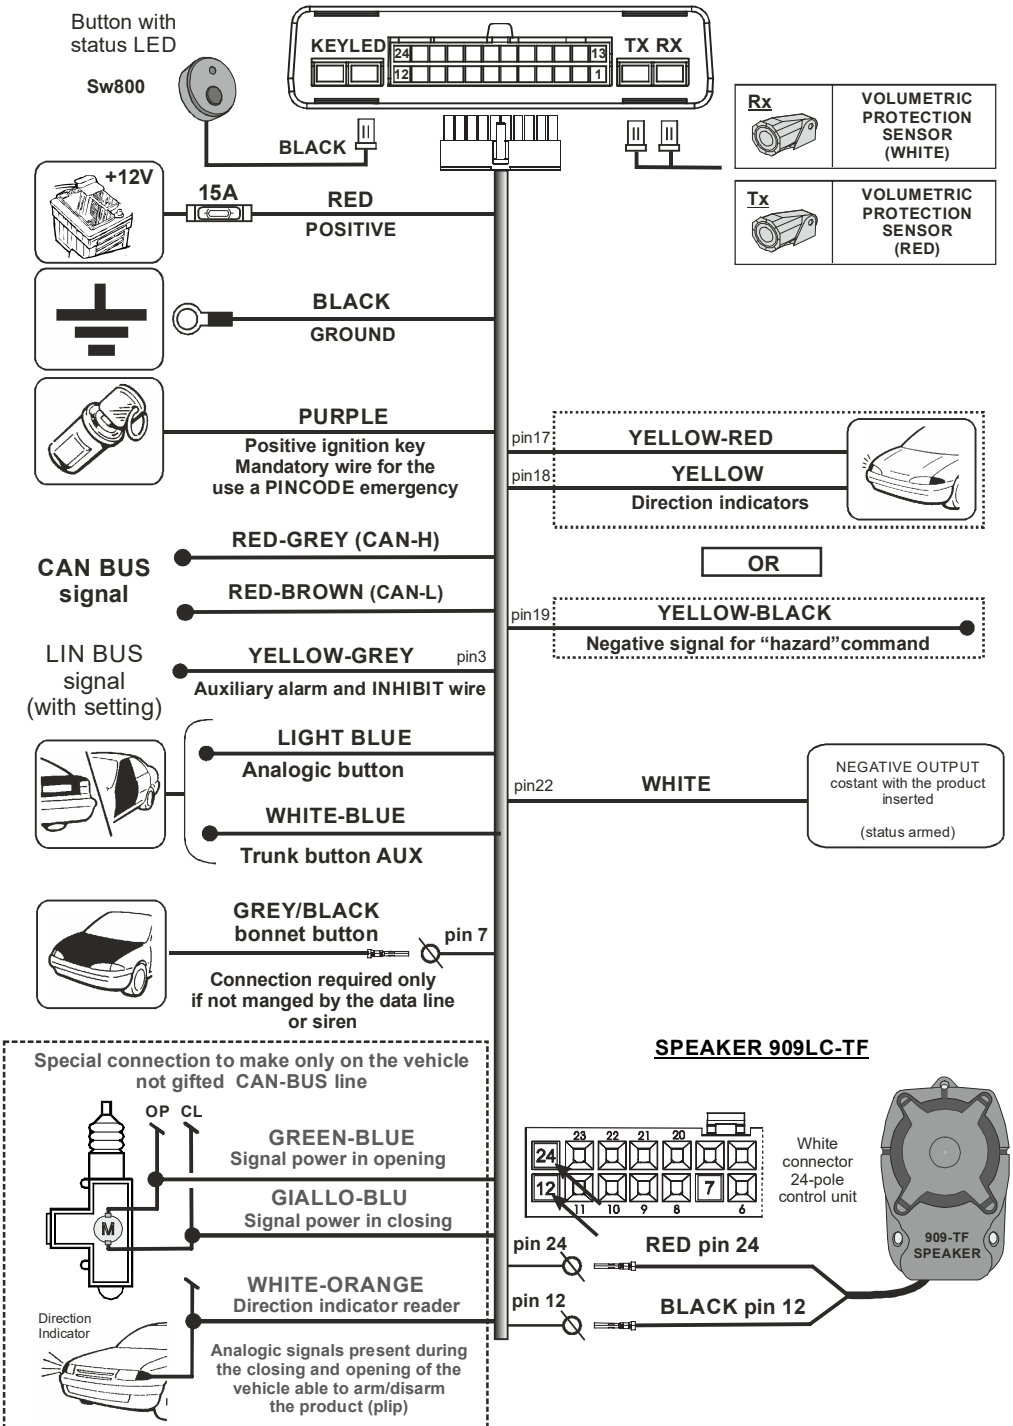 Button with
status LED
Sw800
BLACK
KEY LED
24
13
12
1
TX RX
Rx
VOLUMETRIC
PROTECTION
SENSOR
(WHITE)
Tx
VOLUMETRIC
PROTECTION
SENSOR
(RED)
+12V
15A
RED
POSITIVE
BLACK
GROUND
PURPLE
Positive ignition key
Mandatory wire for the
use a PINCODE emergency
pin17
YELLOW-RED
pin18
YELLOW
Direction indicators
OR
pin19
YELLOW-BLACK
Negative signal for “hazard”command
CAN BUS
signal
RED-GREY (CAN-H)
RED-BROWN (CAN-L)
LIN BUS
signal
(with setting)
YELLOW-GREY
pin3
Auxiliary alarm and INHIBIT wire
LIGHT BLUE
Analogic button
WHITE-BLUE
Trunk button AUX
pin22
WHITE
NEGATIVE OUTPUT
costant with the product
inserted
(status armed)
GREY/BLACK
bonnet button
pin 7
Connection required only
if not manged by the data line
or siren
Special connection to make only on the vehicle
not gifted CAN-BUS line
OP CL
GREEN-BLUE
Signal power in opening
GIALLO-BLU
Signal power in closing
M
WHITE-ORANGE
Direction indicator reader
Direction
Indicator
Analogic signals present during
the closing and opening of the
vehicle able to arm/disarm
the product (plip)
SPEAKER 909LC-TF
23 22 21 20
24
12
7
11 10 9 8 6
White
connector
24-pole
control unit
909-TF
SPEAKER
pin 24
RED pin 24
pin 12
BLACK pin 12